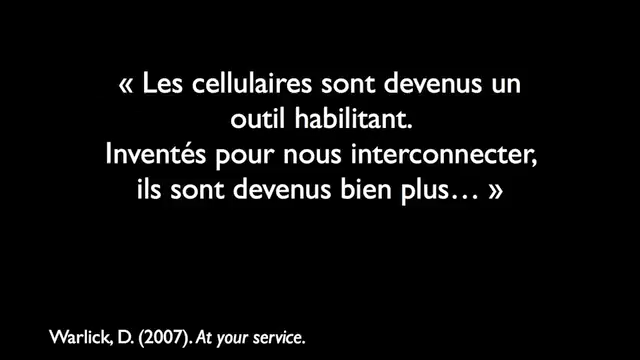 « Les cellulaires sont devenus un
outil habilitant.
Inventés pour nous interconnecter,
ils sont devenus bien plus… »
Warlick, D. (2007). At your service.